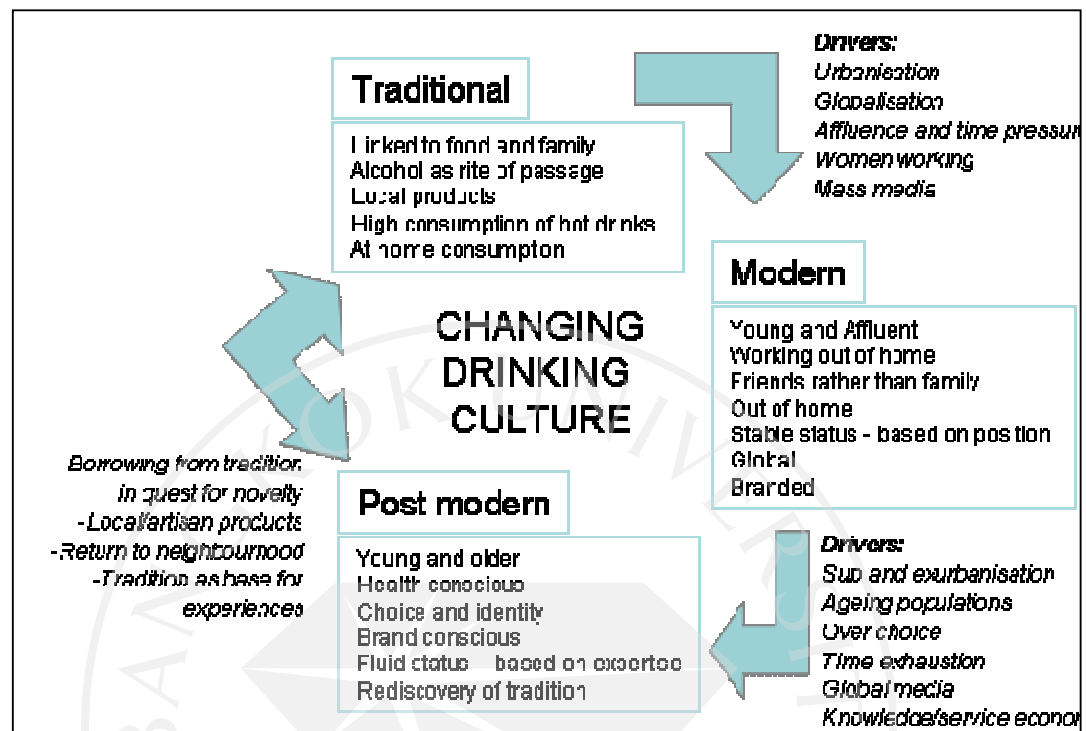 Traditional
Linked to food and family
Alcohol as rite of passage
Local products
High consumption of hot drinks
At home consumption
Drivers:
Urbanisation
Globalisation
Affluence and time pressur
Women working
Mass media
CHANGING
DRINKING
CULTURE
Modern
Young and Affluent
Working out of home
Friends rather than family
Out of home
Stable status - based on position
Global
Branded
Drivers:
Sub and exurbanisation
Ageing populations
Over choice
Time exhaustion
Global media
Knowledge/service econor
Post modern
Young and older
Health conscious
Choice and identity
Brand conscious
Fluid status based on expertise
Rediscovery of tradition
Borrowing from tradition
in quest for novelty
-Local/artisan products
-Return to neighbourhood
-Tradition as base for
experiences
BANGKOK UNIVERSI